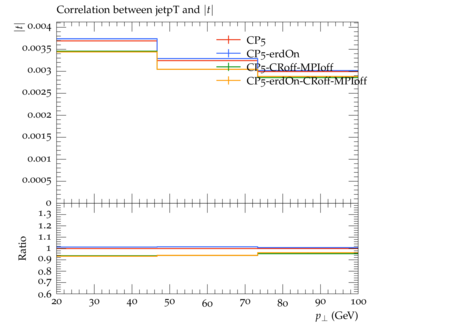 Correlation between jetpT and |t|
|t|
0.004
0.0035
0.003
0.0025
0.002
0.0015
0.001
0.0005
0
CP5
CP5-erdOn
CP5-CRoff-MPIoff
CP5-erdOn-CRoff-MPIoff
Ratio
1.3
1.2
1.1
1
0.9
0.8
0.7
0.6
20 30 40 50 60 70 80 90 100
p⊥ (GeV)